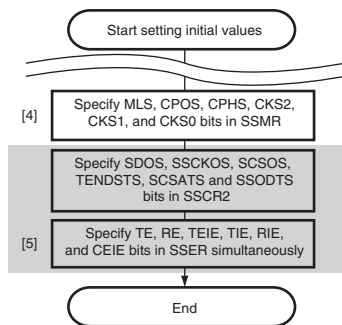 Start setting initial values
[4]
Specify MLS, CPOS, CPHS, CKS2,
CKS1, and CKS0 bits in SSMR
Specify SDOS, SSCKOS, SCSOS,
TENDSTS, SCSATS and SSODTS
bits in SSCR2
[5]
Specify TE, RE, TEIE, TIE, RIE,
and CEIE bits in SSER simultaneously
End